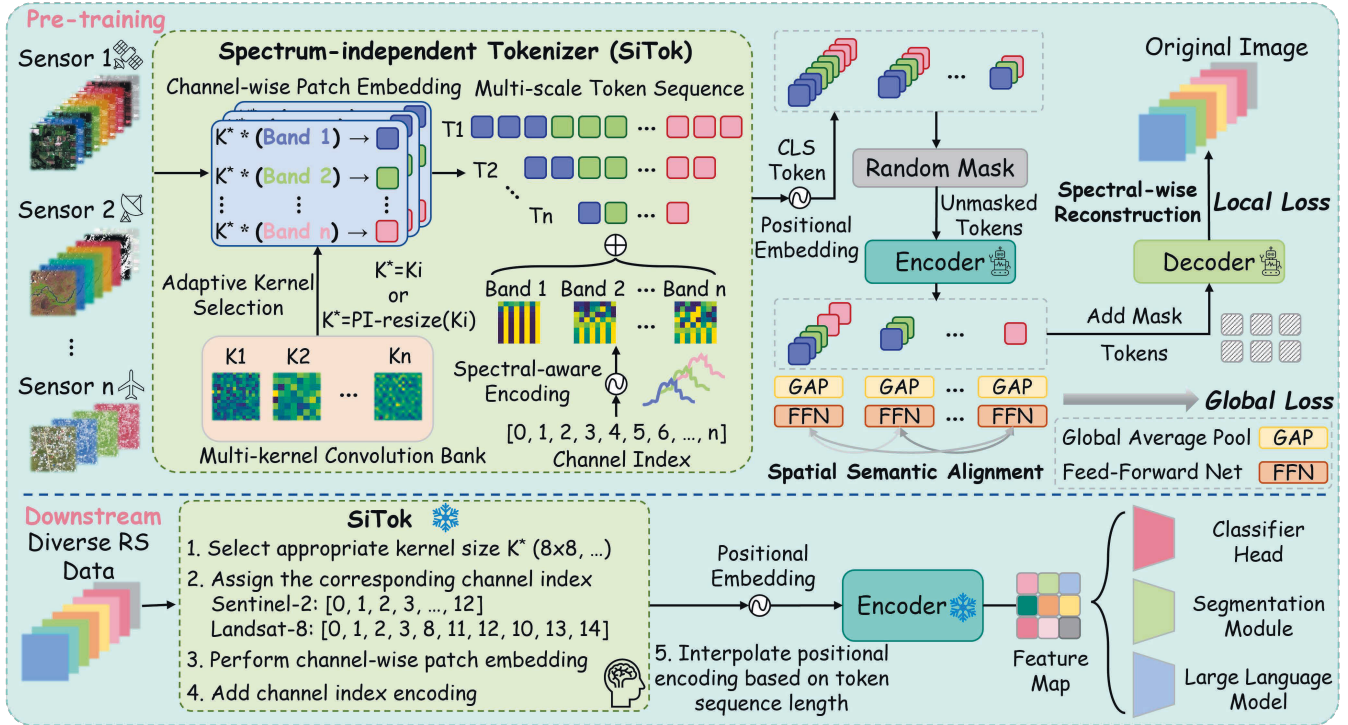 Pre-training
Sensor 1
Sensor 2
Sensor n
Spectrum-independent Tokenizer (SiTok)
Channel-wise Patch Embedding
K* * (Band 1) →
K* * (Band 2) →
K* * (Band n) →
Adaptive Kernel
Selection
K*=Ki
or
K*=PI-resize(Ki)
K1 K2 ... Kn
Multi-kernel Convolution Bank
Multi-scale Token Sequence
T1 ...
T2 ...
Tn ...
Band 1 Band 2 ... Band n
Spectral-aware
Encoding
[0, 1, 2, 3, 4, 5, 6, ..., n]
Channel Index
CLS
Token
Positional
Embedding
Random Mask
Unmasked
Tokens
Encoder
GAP GAP ... GAP
FFN FFN ... FFN
Spatial Semantic Alignment
Original Image
Spectral-wise
Reconstruction
Local Loss
Decoder
Add Mask
Tokens
Global Loss
Global Average Pool GAP
Feed-Forward Net FFN
Downstream
Diverse RS
Data
SiTok
1. Select appropriate kernel size K* (8x8, ...)
2. Assign the corresponding channel index
Sentinel-2: [0, 1, 2, 3, ..., 12]
Landsat-8: [0, 1, 2, 3, 8, 11, 12, 10, 13, 14]
3. Perform channel-wise patch embedding
4. Add channel index encoding
Positional
Embedding
5. Interpolate positional
encoding based on token
sequence length
Encoder
Feature
Map
Classifier
Head
Segmentation
Module
Large Language
Model